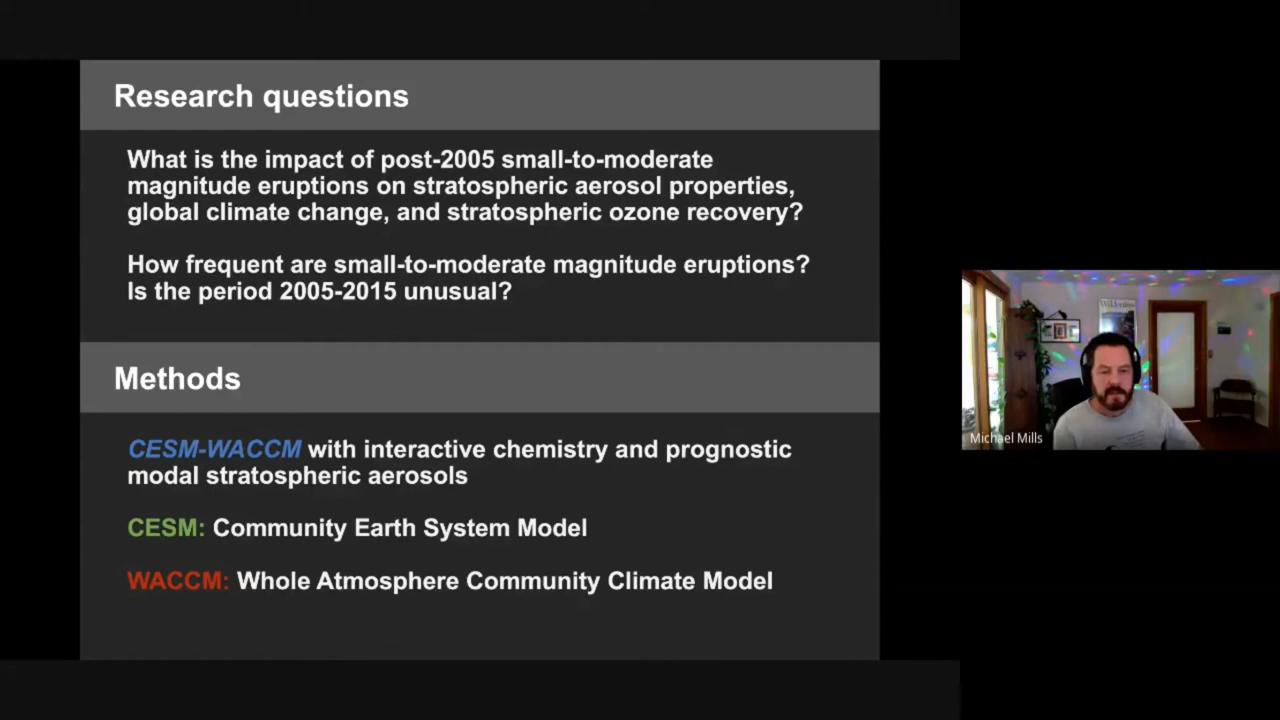 Research questions
What is the impact of post-2005 small-to-moderate
magnitude eruptions on stratospheric aerosol properties,
global climate change, and stratospheric ozone recovery?
How frequent are small-to-moderate magnitude eruptions?
Is the period 2005-2015 unusual?
Methods
CESM-WACCM with interactive chemistry and prognostic
modal stratospheric aerosols
CESM: Community Earth System Model
WACCM: Whole Atmosphere Community Climate Model
Michael Mills